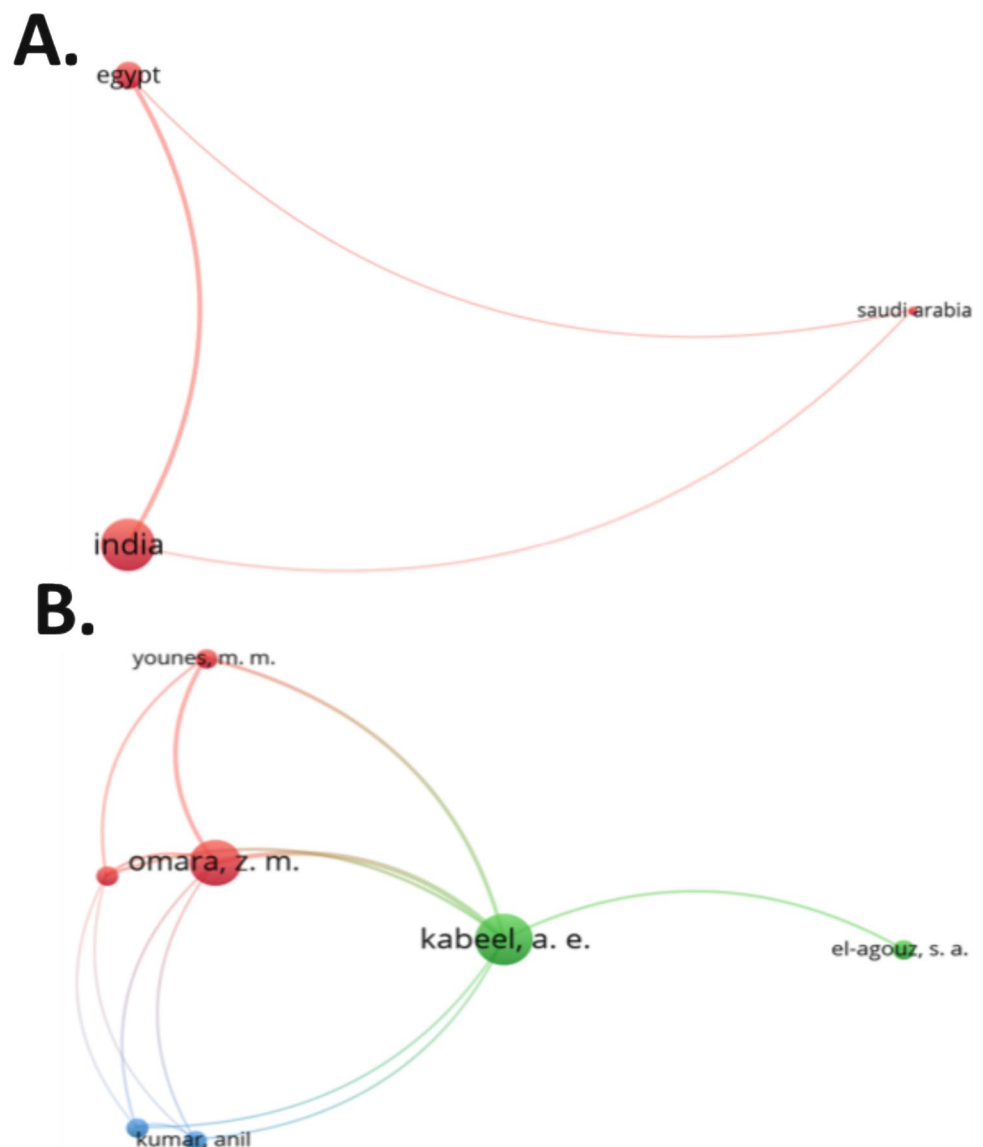 A.
egypt
saudi arabia
india
B.
younes, m. m.
omara, z. m.
kabeel, a. e.
el-agouz, s. a.
kumar, anil